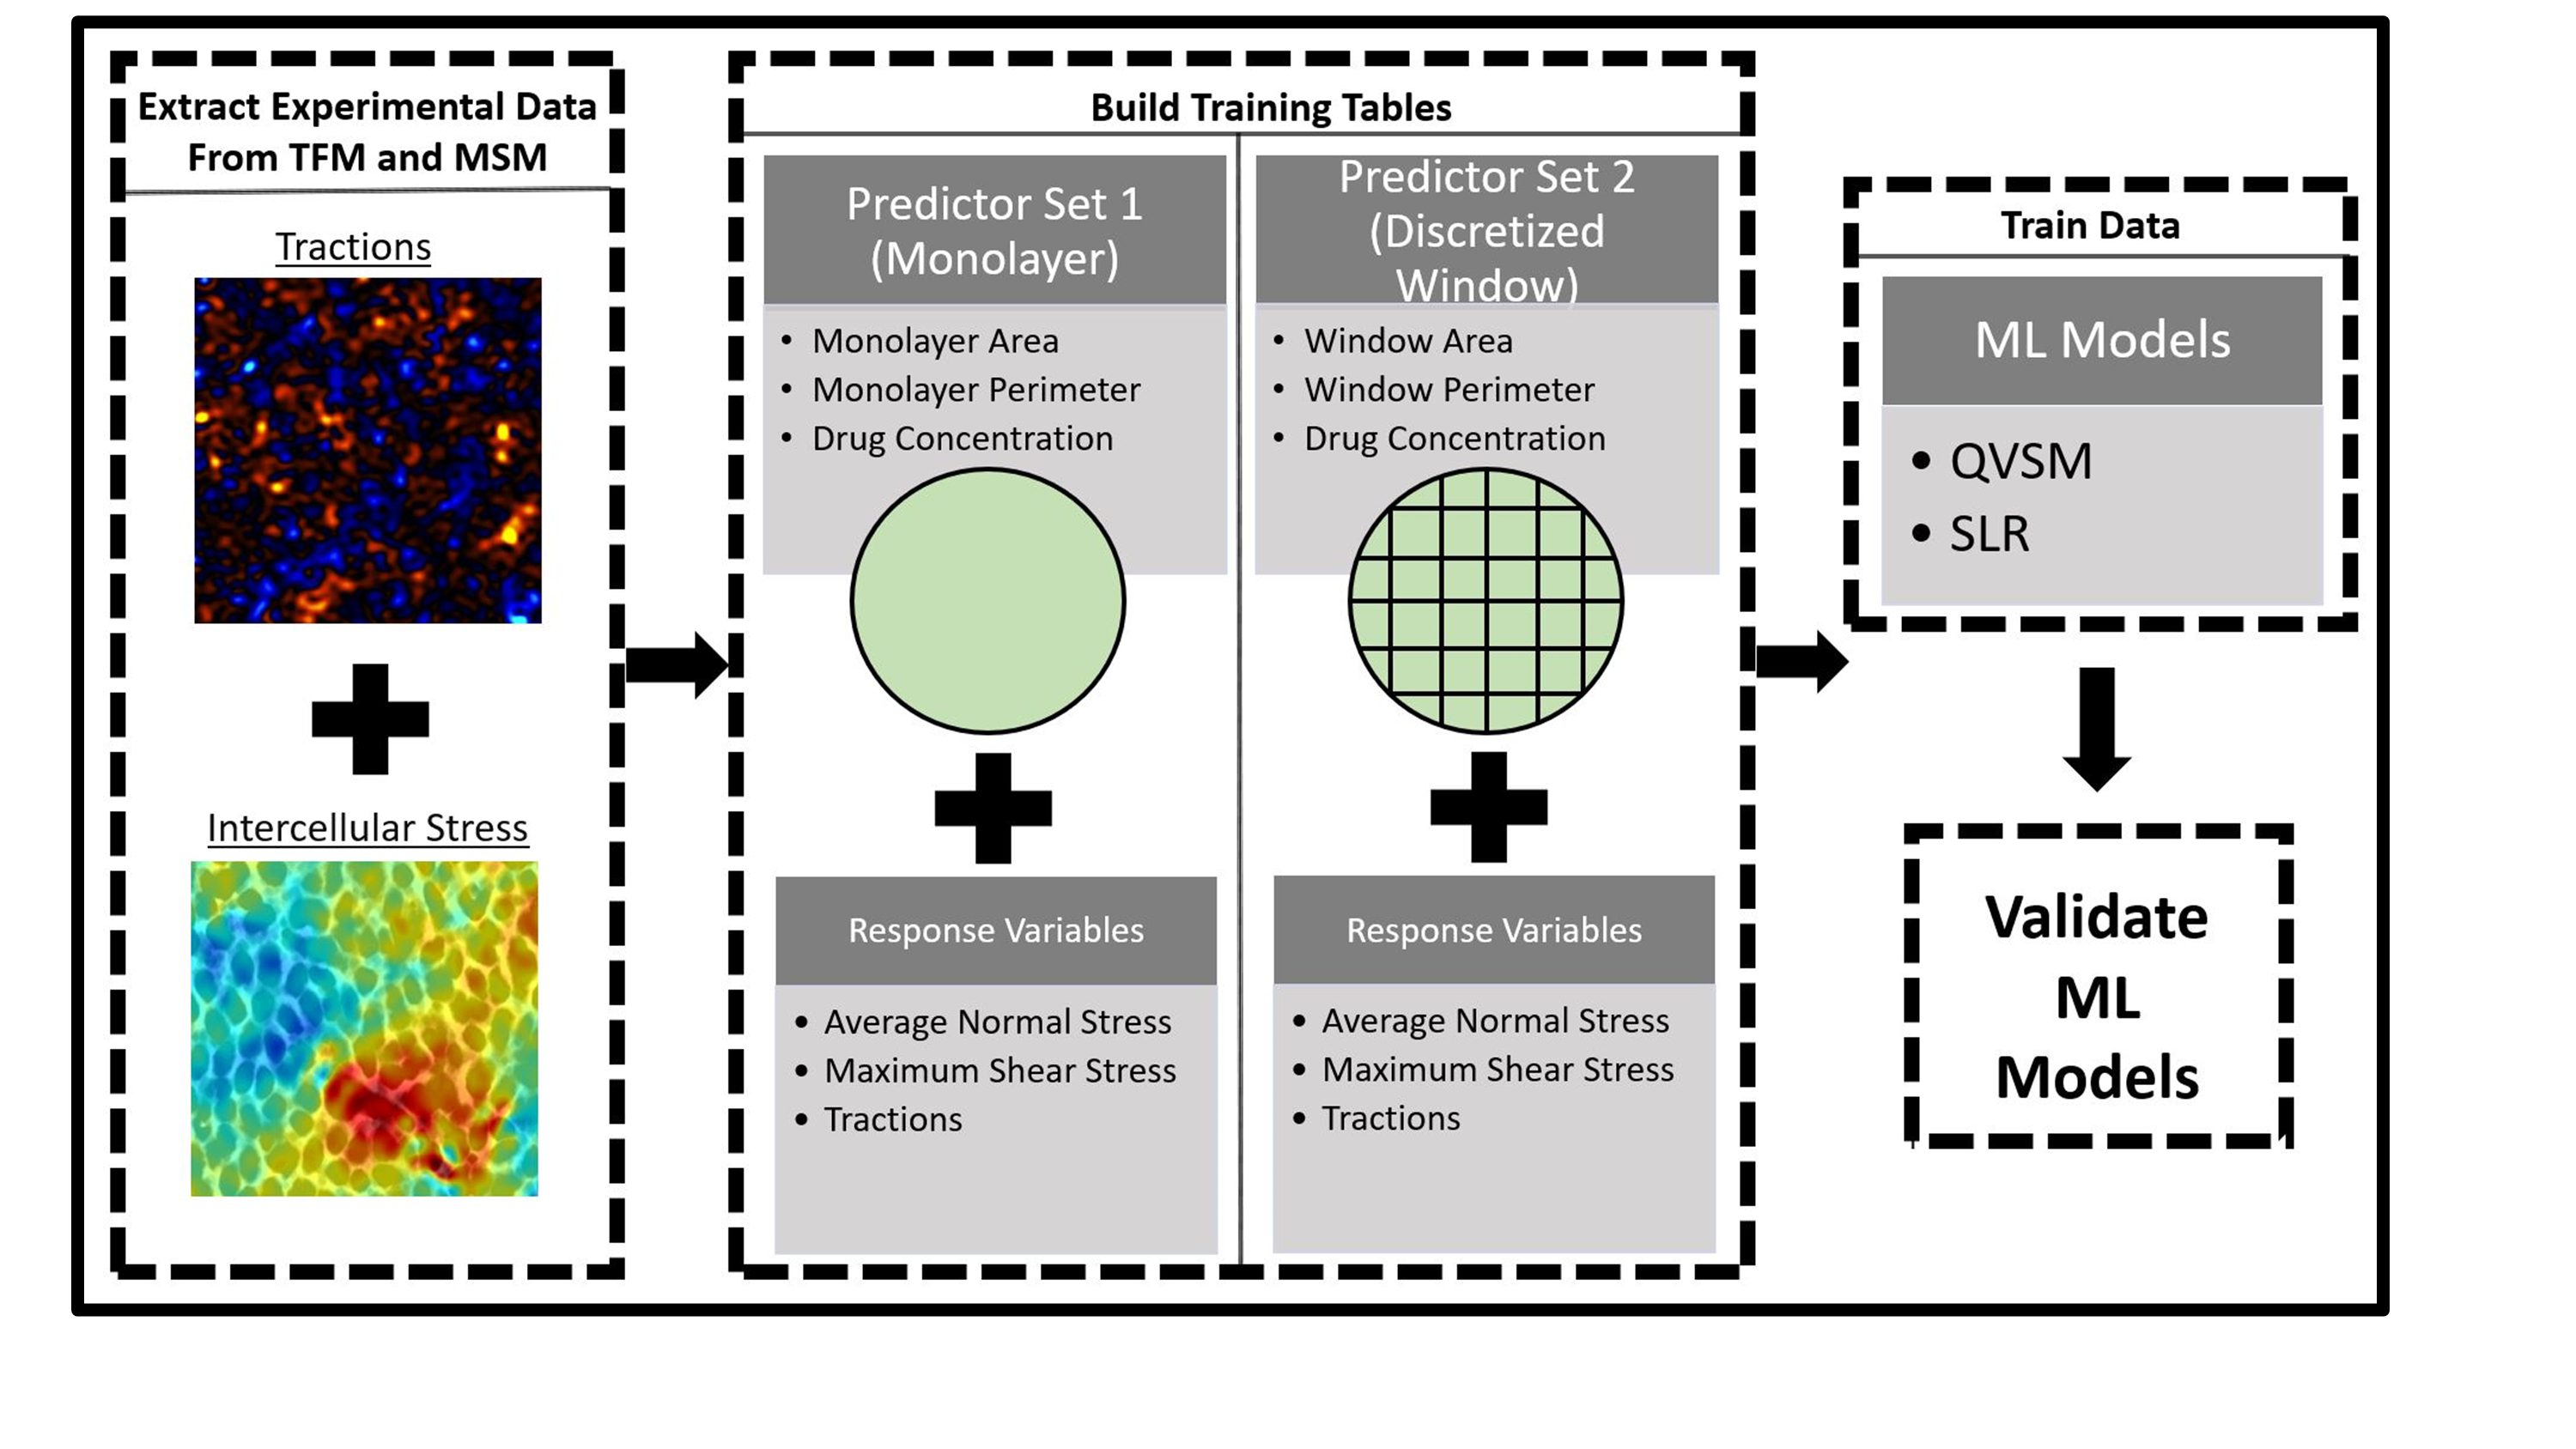 Extract Experimental Data
From TFM and MSM
Tractions
Intercellular Stress
Build Training Tables
Predictor Set 1
(Monolayer)
• Monolayer Area
• Monolayer Perimeter
• Drug Concentration
Response Variables
• Average Normal Stress
• Maximum Shear Stress
• Tractions
Predictor Set 2
(Discretized
Window)
• Window Area
• Window Perimeter
• Drug Concentration
Response Variables
• Average Normal Stress
• Maximum Shear Stress
• Tractions
Train Data
ML Models
• QVSM
• SLR
Validate
ML
Models